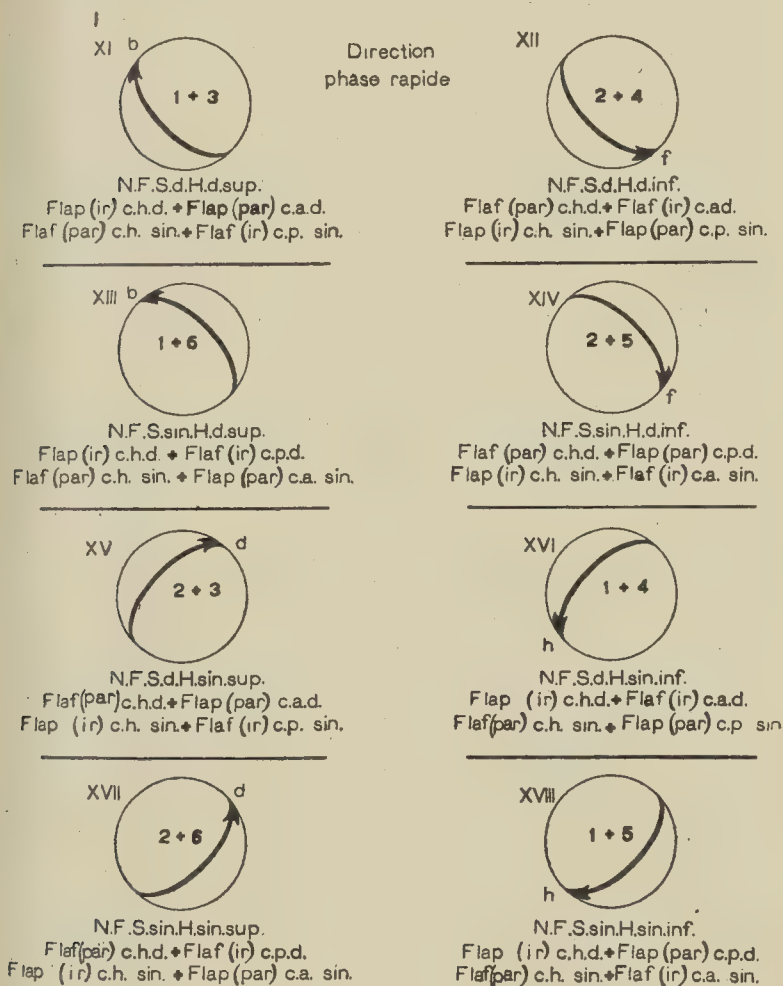 I
XI b
1 + 3
Direction
phase rapide
XII
2 + 4
f
N.F.S.d.H.d.sup.
Flap (ir) c.h.d. + Flap (par) c.a.d.
Flaf (par) c.h. sin. + Flaf (ir) c.p. sin.
N.F.S.d.H.d.inf.
Flaf (par) c.h.d. + Flaf (ir) c.ad.
Flap (ir) c.h sin. + Flap (par) c.p. sin.
XIII b
1 + 6
XIV
2 + 5
f
N.F.S.sin.H.d.sup.
Flap (ir) c.h.d. + Flaf (ir) c.p.d.
Flaf (par) c.h. sin. + Flap (par) c.a. sin.
N.F.S.sin.H.d.inf.
Flaf (par) c.h.d. + Flap (par) c.p.d.
Flap (ir) c.h. sin. + Flaf (ir) c.a. sin.
XV d
2 + 3
XVI
1 + 4
h
N.F.S.d.H.sin.sup.
Flaf (par) c.h.d. + Flap (par) c.a.d.
Flap (ir) c.h. sin. + Flaf (ir) c.p. sin.
N.F.S.d.H.sin.inf.
Flap (ir) c.h.d. + Flaf (ir) c.a.d.
Flaf (par) c.h. sin. + Flap (par) c.p sin
XVII d
2 + 6
XVIII
1 + 5
h
N.F.S.sin.H.sin.sup.
Flaf (par) c.h.d. + Flaf (ir) c.p.d.
Flap (ir) c.h. sin. + Flap (par) c.a. sin.
N.F.S.sin.H.sin.inf.
Flap (ir) c.h.d. + Flap (par) c.p.d.
Flaf (par) c.h. sin. + Flaf (ir) c.a. sin.